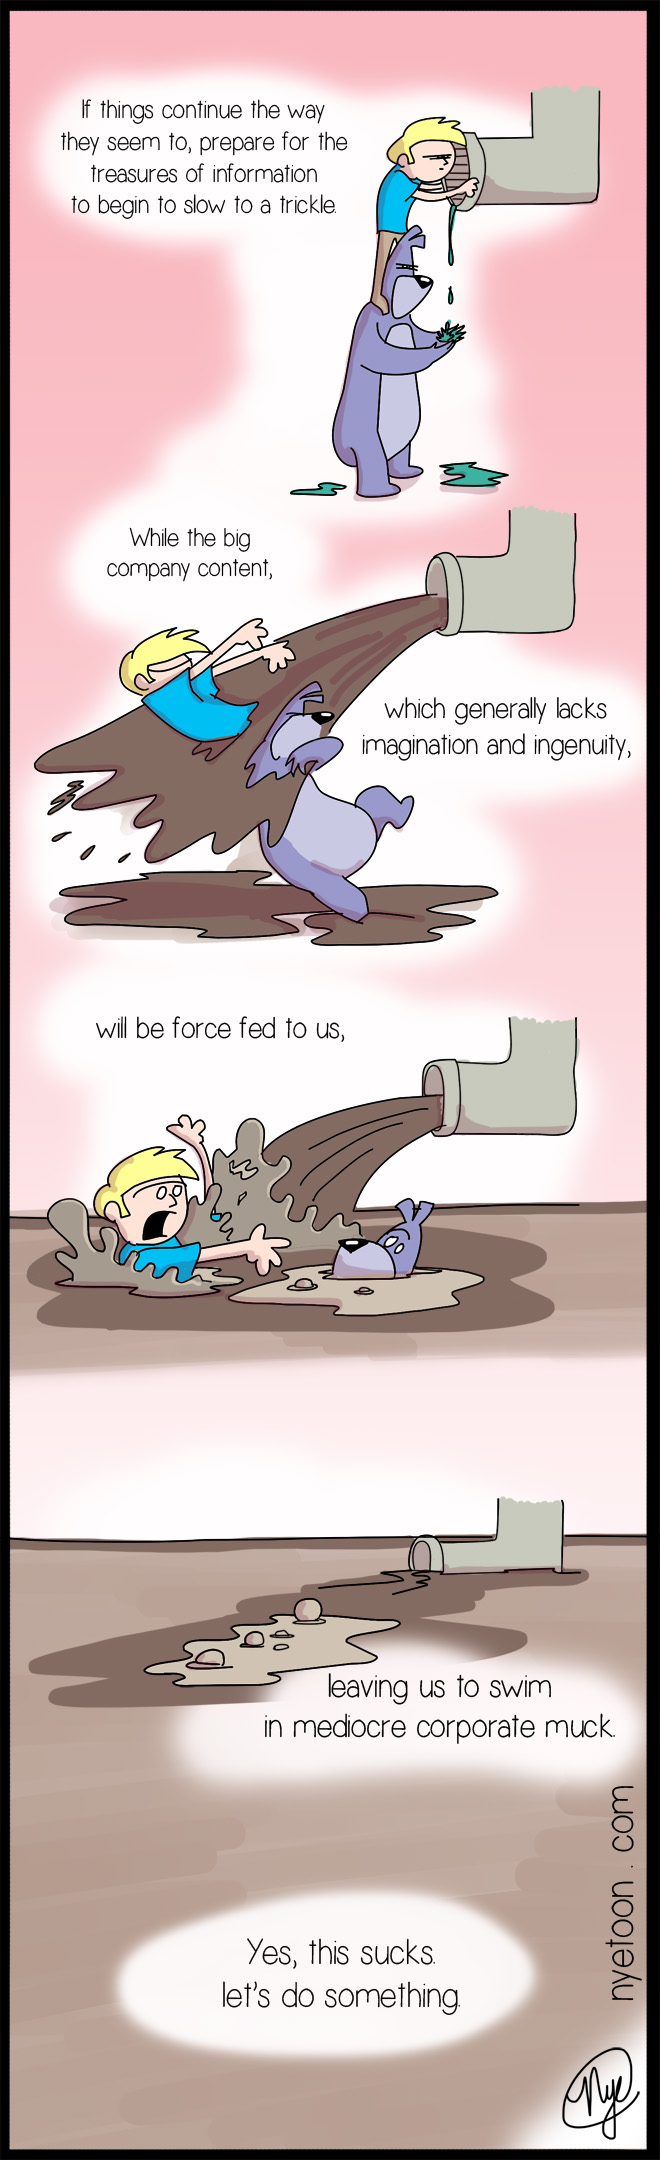 If things continue the way
they seem to, prepare for the
treasures of information
to begin to slow to a trickle.
While the big
company content,
which generally lacks
imagination and ingenuity,
will be force fed to us,
leaving us to swim
in mediocre corporate muck.
Yes, this sucks.
let's do something.
nyetoon.com
Nye